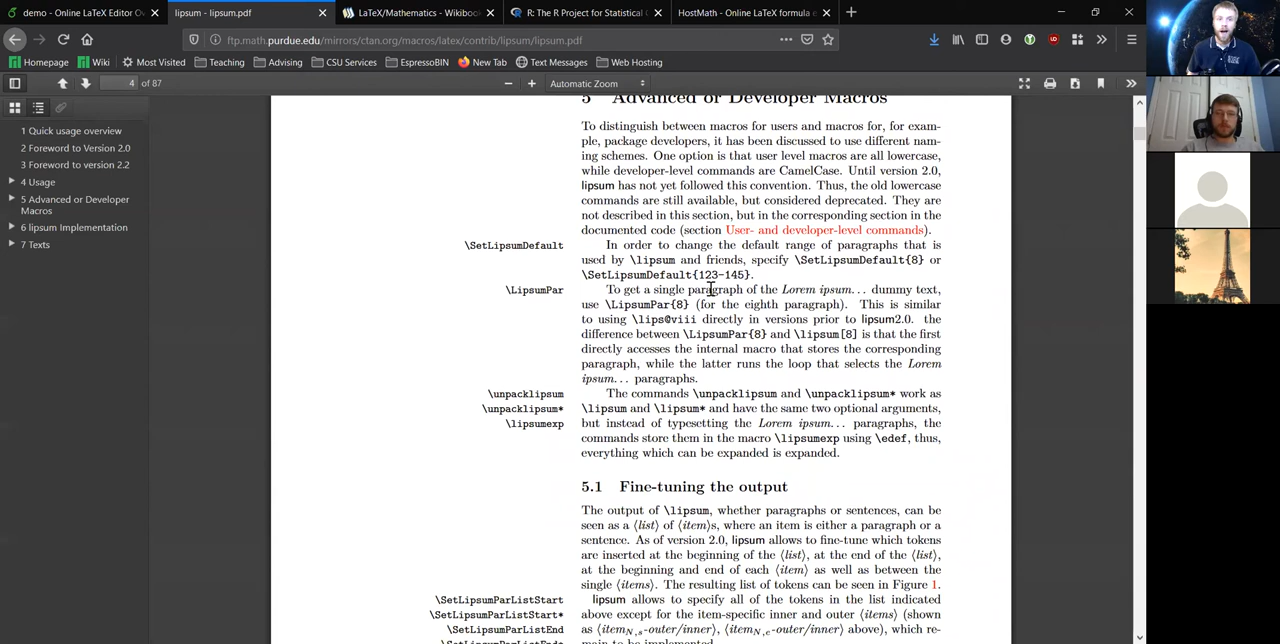 demo - Online LaTeX Editor Ov
lipsum - lipsum.pdf
LaTeX/Mathematics - Wikibook
R: The R Project for Statistical C
HostMath - Online LaTeX formula e
ftp.math.purdue.edu/mirrors/ctan.org/macros/latex/contrib/lipsum/lipsum.pdf
Homepage
Wiki
Most Visited
Teaching
Advising
CSU Services
EspressoBIN
New Tab
Text Messages
Web Hosting
4 of 87
Automatic Zoom
1 Quick usage overview
2 Foreword to Version 2.0
3 Foreword to version 2.2
4 Usage
5 Advanced or Developer
Macros
6 lipsum Implementation
7 Texts
5 Advanced or Developer Macros
To distinguish between macros for users and macros for, for exam-
ple, package developers, it has been discussed to use different nam-
ing schemes. One option is that user level macros are all lowercase,
while developer-level commands are CamelCase. Until version 2.0,
lipsum has not yet followed this convention. Thus, the old lowercase
commands are still available, but considered deprecated. They are
not described in this section, but in the corresponding section in the
documented code (section User- and developer-level commands).
\SetLipsumDefault In order to change the default range of paragraphs that is
used by \lipsum and friends, specify \SetLipsumDefault{8} or
\SetLipsumDefault{123-145}.
\LipsumPar To get a single paragraph of the Lorem ipsum... dummy text,
use \LipsumPar{8} (for the eighth paragraph). This is similar
to using \lips@viii directly in versions prior to lipsum2.0. the
difference between \LipsumPar{8} and \lipsum[8] is that the first
directly accesses the internal macro that stores the corresponding
paragraph, while the latter runs the loop that selects the Lorem
ipsum... paragraphs.
\unpacklipsum The commands \unpacklipsum and \unpacklipsum* work as
\unpacklipsum* \lipsum and \lipsum* and have the same two optional arguments,
\lipsumexp but instead of typesetting the Lorem ipsum... paragraphs, the
commands store them in the macro \lipsumexp using \edef, thus,
everything which can be expanded is expanded.
5.1 Fine-tuning the output
The output of \lipsum, whether paragraphs or sentences, can be
seen as a ⟨list⟩ of ⟨item⟩s, where an item is either a paragraph or a
sentence. As of version 2.0, lipsum allows to fine-tune which tokens
are inserted at the beginning of the ⟨list⟩, at the end of the ⟨list⟩,
at the beginning and end of each ⟨item⟩ as well as between the
single ⟨items⟩. The resulting list of tokens can be seen in Figure 1.
\SetLipsumParListStart lipsum allows to specify all of the tokens in the list indicated
\SetLipsumParListStart* above except for the item-specific inner and outer ⟨items⟩ (shown
\SetLipsumParListEnd as ⟨item_N,s-outer/inner⟩, ⟨item_N,e-outer/inner⟩ above), which re-